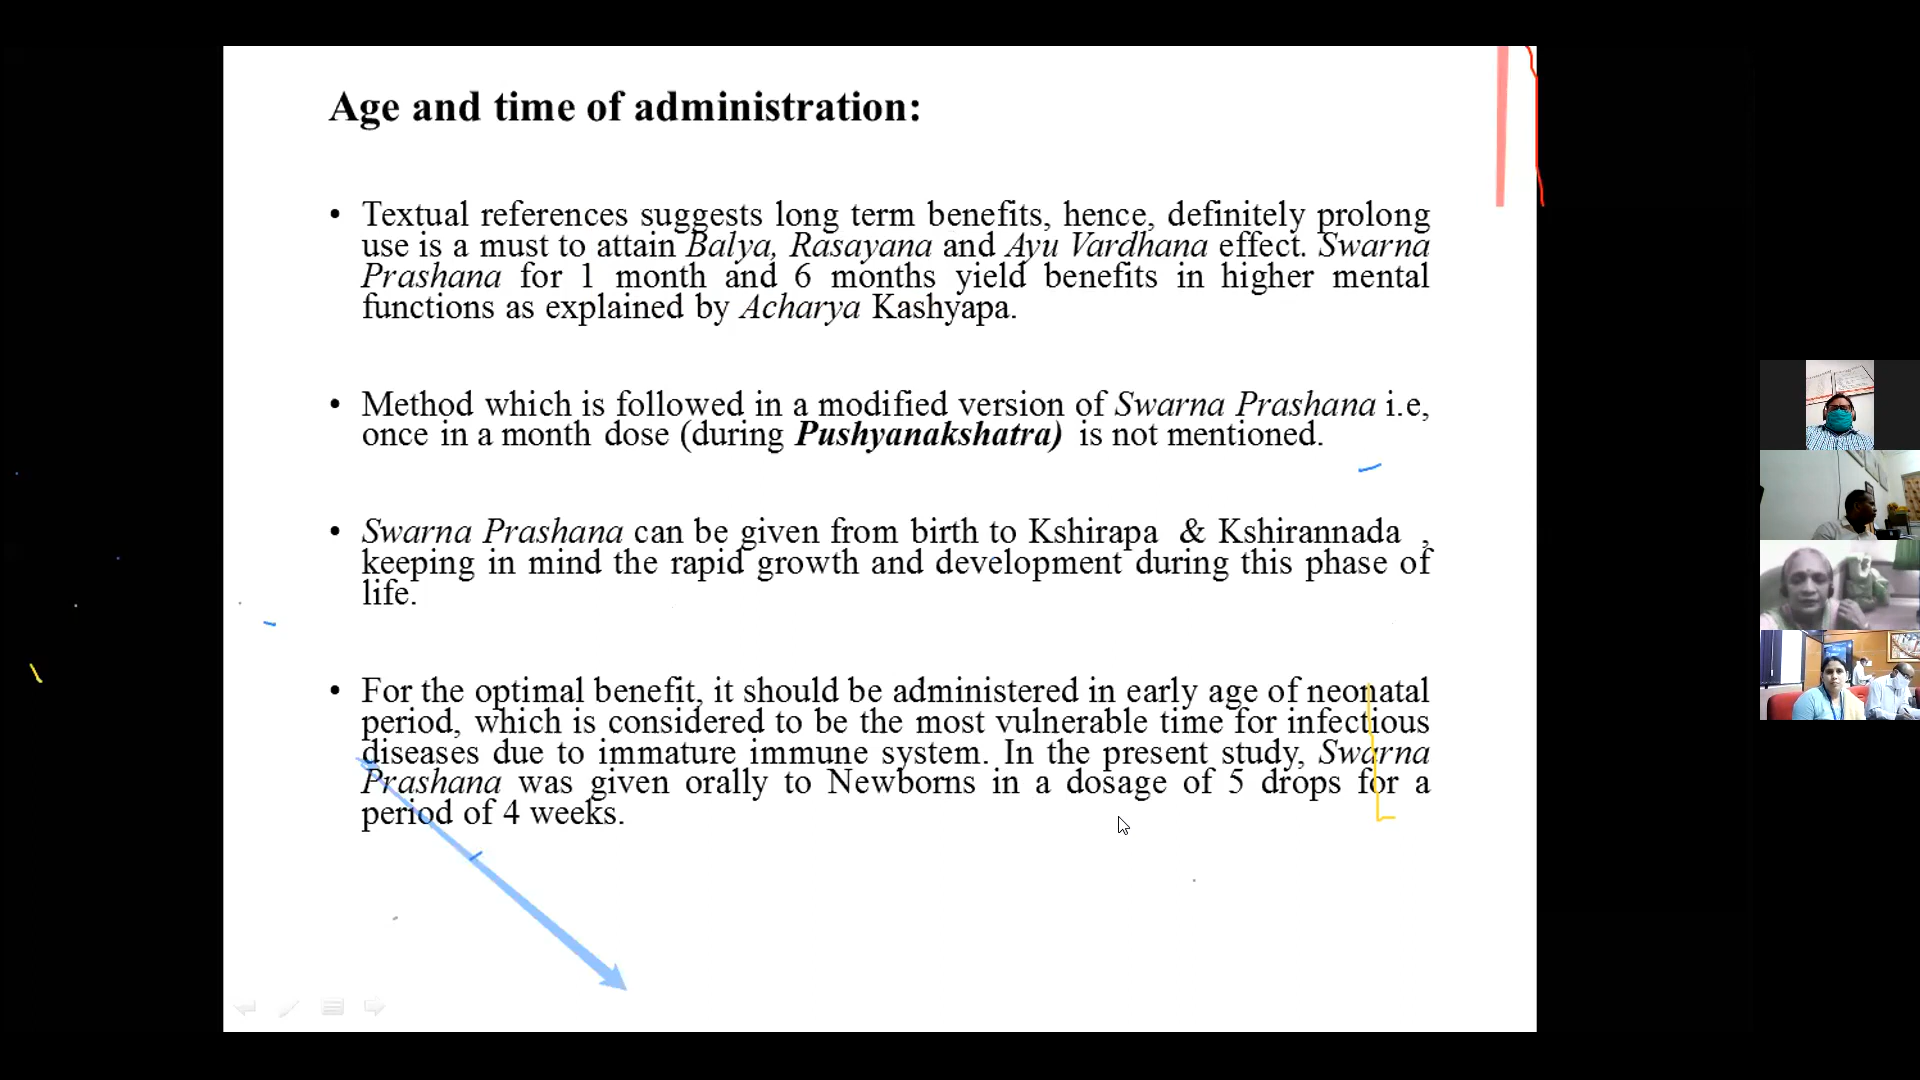 Age and time of administration:
• Textual references suggests long term benefits, hence, definitely prolong
use is a must to attain Balya, Rasayana and Ayu Vardhana effect. Swarna
Prashana for 1 month and 6 months yield benefits in higher mental
functions as explained by Acharya Kashyapa.
• Method which is followed in a modified version of Swarna Prashana i.e,
once in a month dose (during Pushyanakshatra) is not mentioned.
• Swarna Prashana can be given from birth to Kshirapa & Kshirannada ,
keeping in mind the rapid growth and development during this phase of
life.
• For the optimal benefit, it should be administered in early age of neonatal
period, which is considered to be the most vulnerable time for infectious
diseases due to immature immune system. In the present study, Swarna
Prashana was given orally to Newborns in a dosage of 5 drops for a
period of 4 weeks.